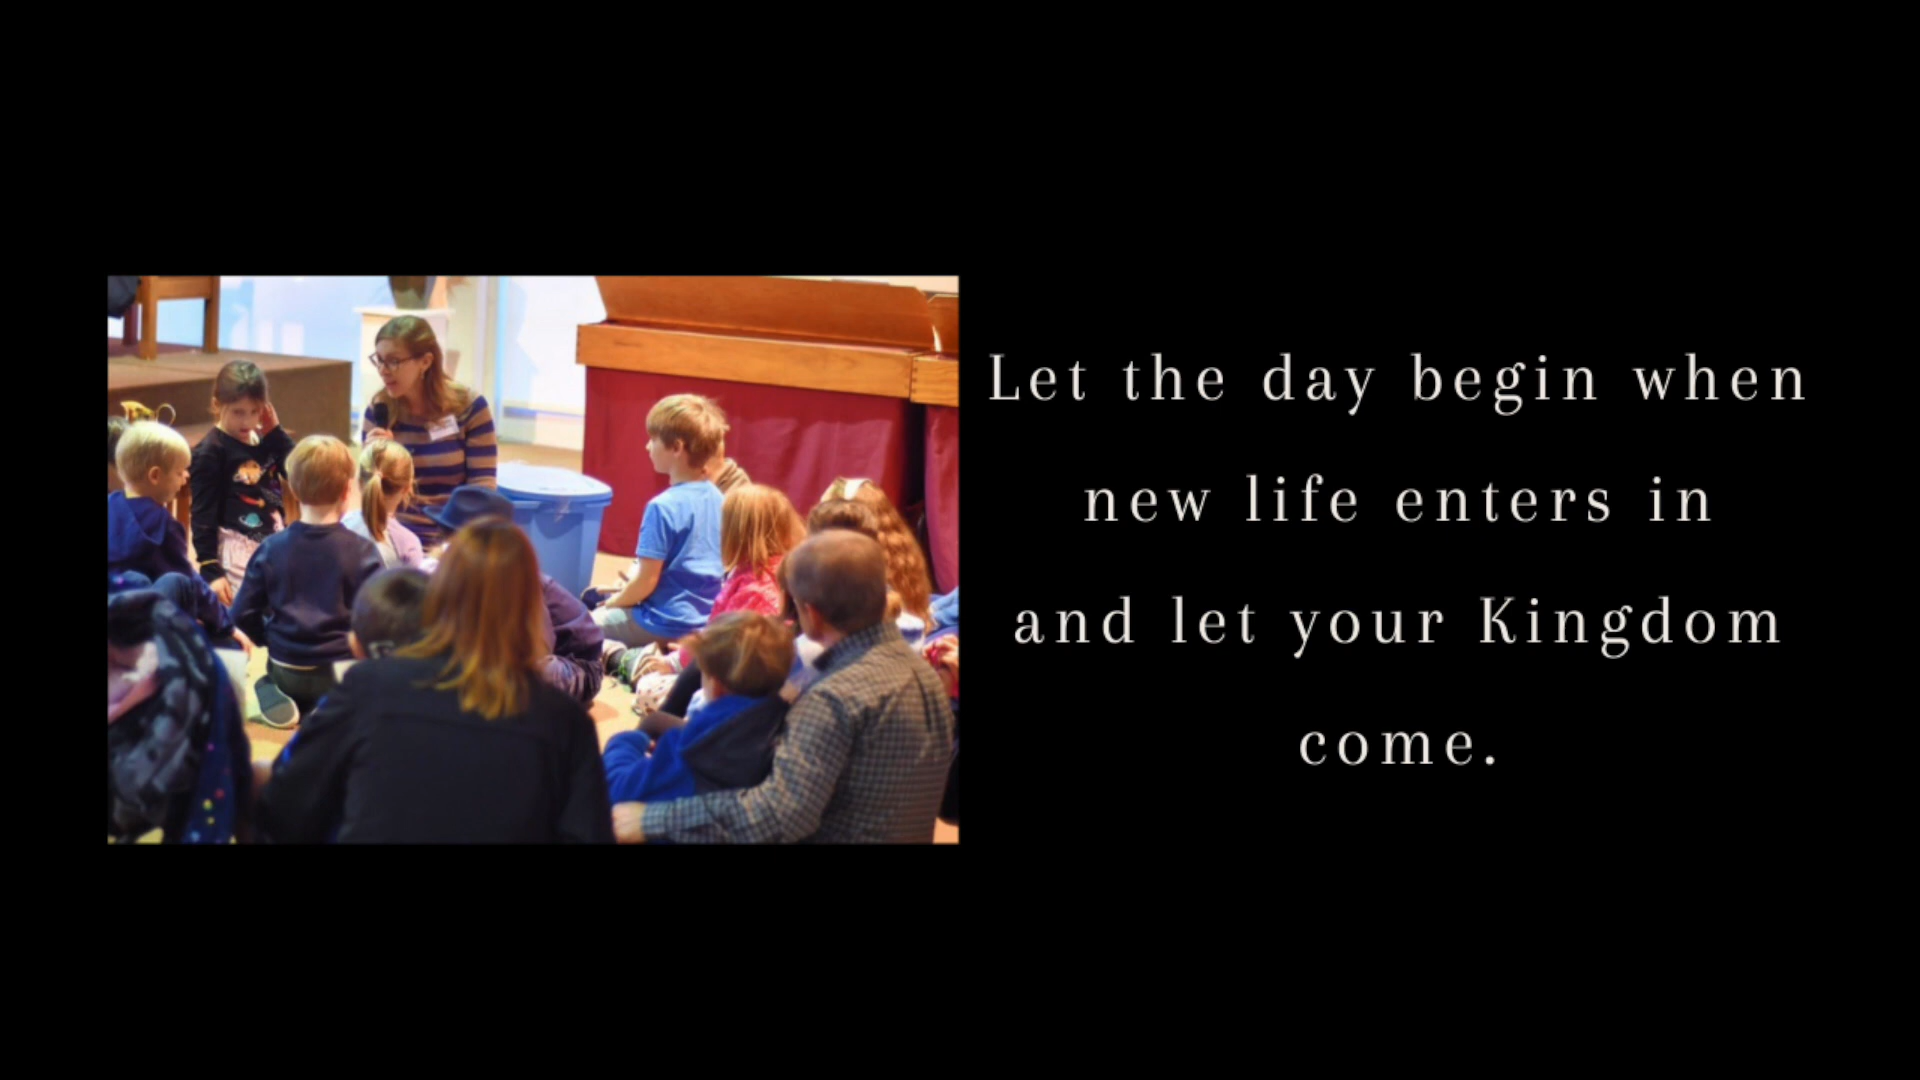 Let the day begin when
new life enters in
and let your Kingdom
come.